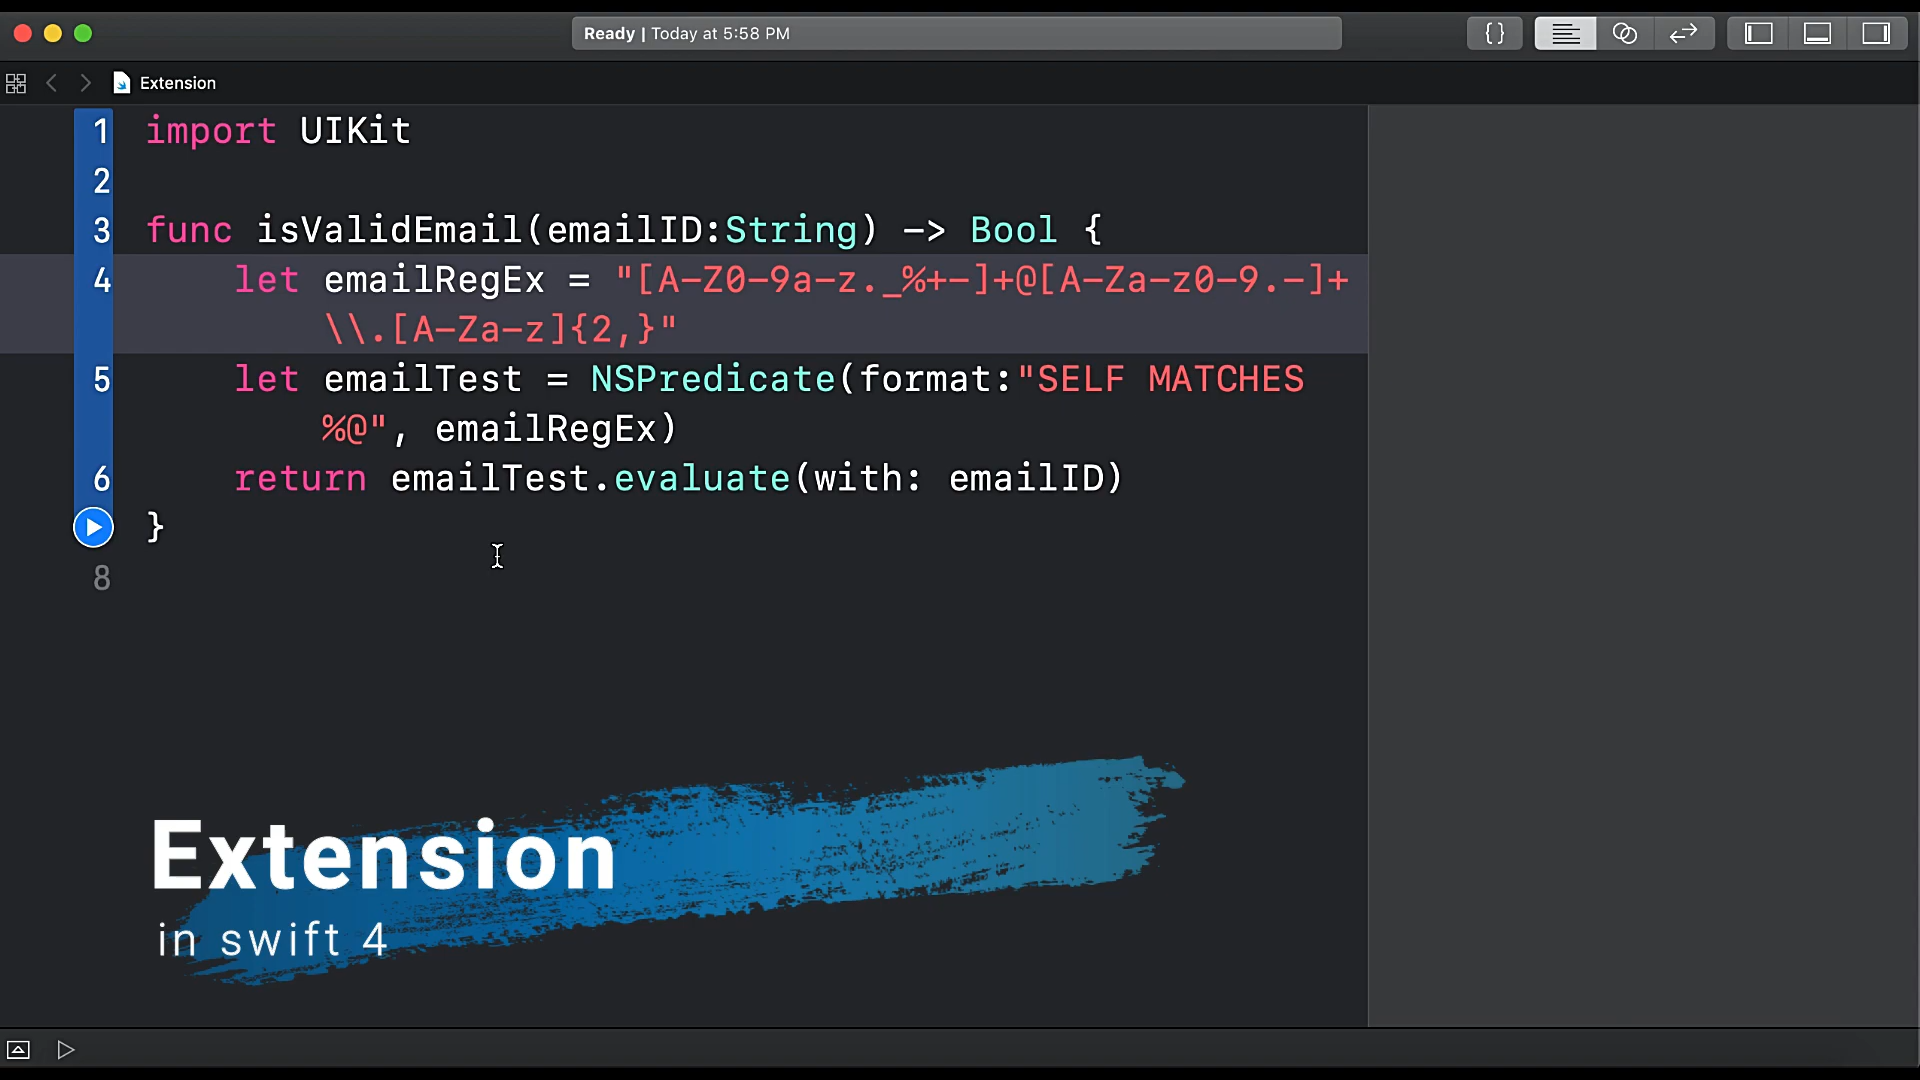 Ready | Today at 5:58 PM
{}
Extension
1 import UIKit
2
3 func isValidEmail(emailID:String) -> Bool {
4 let emailRegEx = "[A-Z0-9a-z._%+-]+@[A-Za-z0-9.-]+
\\.[A-Za-z]{2,}"
5 let emailTest = NSPredicate(format:"SELF MATCHES
%@", emailRegEx)
6 return emailTest.evaluate(with: emailID)
}
8
Extension
in swift 4